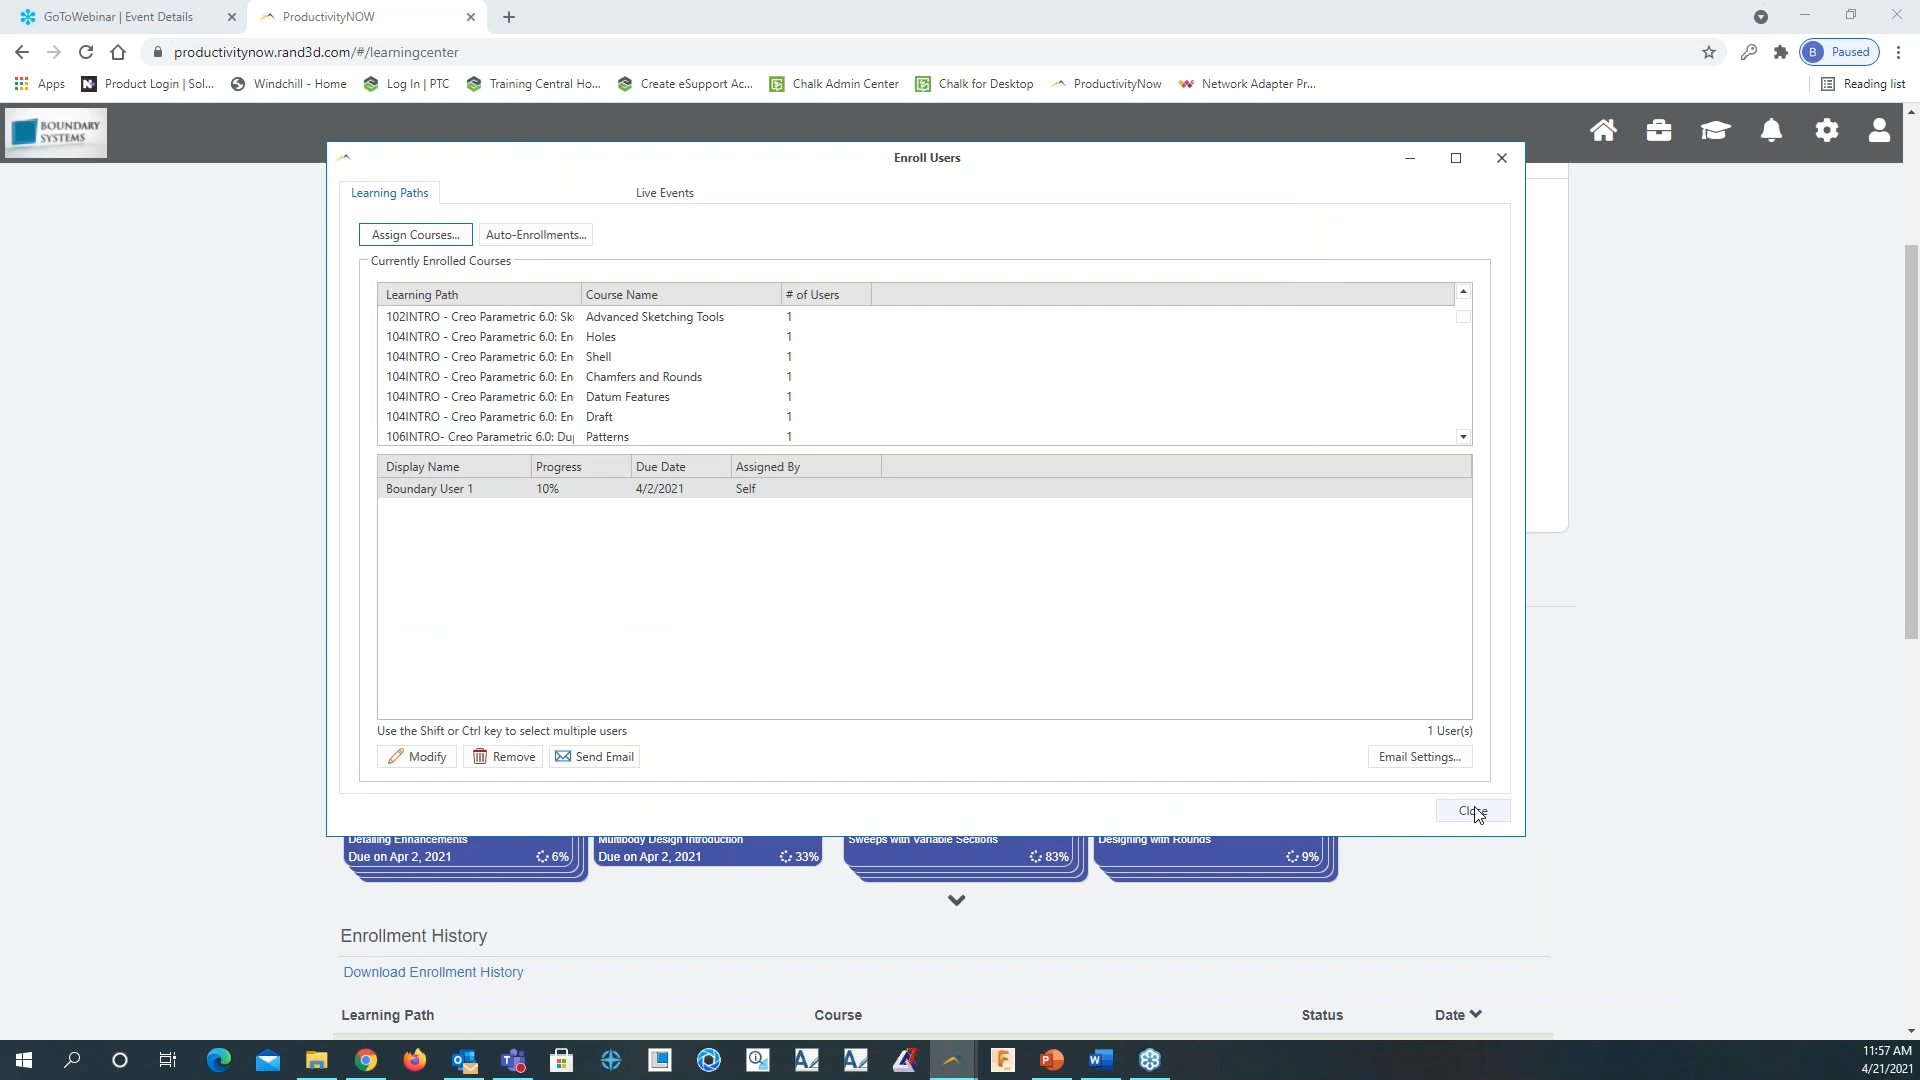 GoToWebinar | Event Details
ProductivityNOW
productivitynow.rand3d.com/#/learningcenter
B Paused
Apps
Product Login | Sol...
Windchill - Home
Log In | PTC
Training Central Ho...
Create eSupport Ac...
Chalk Admin Center
Chalk for Desktop
ProductivityNow
Network Adapter Pr...
Reading list
BOUNDARY
SYSTEMS
Enroll Users
Learning Paths
Live Events
Assign Courses...
Auto-Enrollments...
Currently Enrolled Courses
Learning Path Course Name # of Users
102INTRO - Creo Parametric 6.0: Sk Advanced Sketching Tools 1
104INTRO - Creo Parametric 6.0: En Holes 1
104INTRO - Creo Parametric 6.0: En Shell 1
104INTRO - Creo Parametric 6.0: En Chamfers and Rounds 1
104INTRO - Creo Parametric 6.0: En Datum Features 1
104INTRO - Creo Parametric 6.0: En Draft 1
106INTRO- Creo Parametric 6.0: Du Patterns 1
Display Name Progress Due Date Assigned By
Boundary User 1 10% 4/2/2021 Self
Use the Shift or Ctrl key to select multiple users
1 User(s)
Modify
Remove
Send Email
Email Settings...
Close
Detailing Enhancements
Due on Apr 2, 2021 6%
Multibody Design Introduction
Due on Apr 2, 2021 33%
Sweeps with Variable Sections
83%
Designing with Rounds
9%
Enrollment History
Download Enrollment History
Learning Path Course Status Date
11:57 AM
4/21/2021